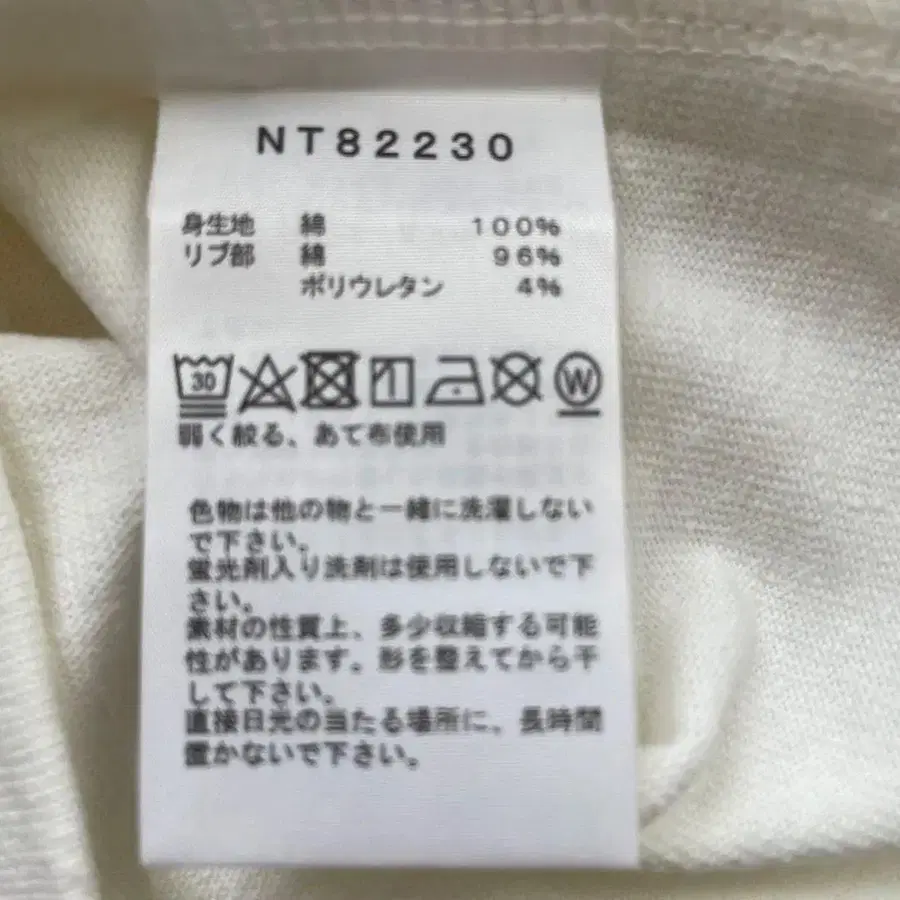 NT82230
身生地 綿 100%
リブ部 綿 96%
ポリウレタン 4%
30 W
弱く絞る、あて布使用
色物は他の物と一緒に洗濯しない
で下さい。
蛍光剤入り洗剤は使用しないで下
さい。
素材の性質上、多少収縮する可能
性があります。形を整えてから干
して下さい。
直接日光の当たる場所に、長時間
置かないで下さい。